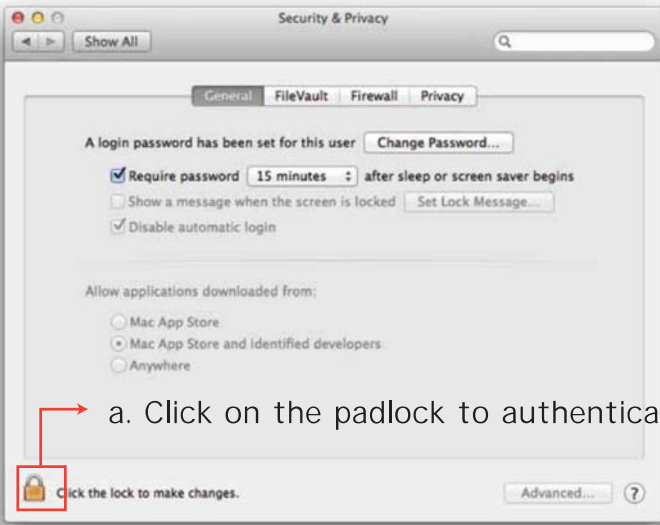 Security & Privacy
Show All
General FileVault Firewall Privacy
A login password has been set for this user Change Password...
Require password 15 minutes after sleep or screen saver begins
Show a message when the screen is locked Set Lock Message...
Disable automatic login
Allow applications downloaded from:
Mac App Store
Mac App Store and identified developers
Anywhere
a. Click on the padlock to authentica
Click the lock to make changes.
Advanced... ?